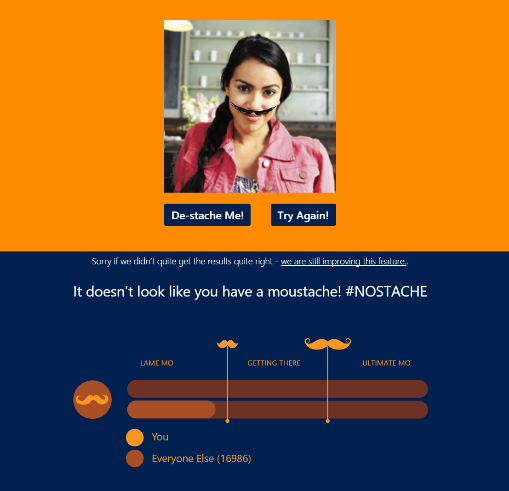 De-stache Me! Try Again!
Sorry if we didn't quite get the results quite right - we are still improving this feature..
It doesn't look like you have a moustache! #NOSTACHE
LAME MO GETTING THERE ULTIMATE MO
You
Everyone Else (16986)